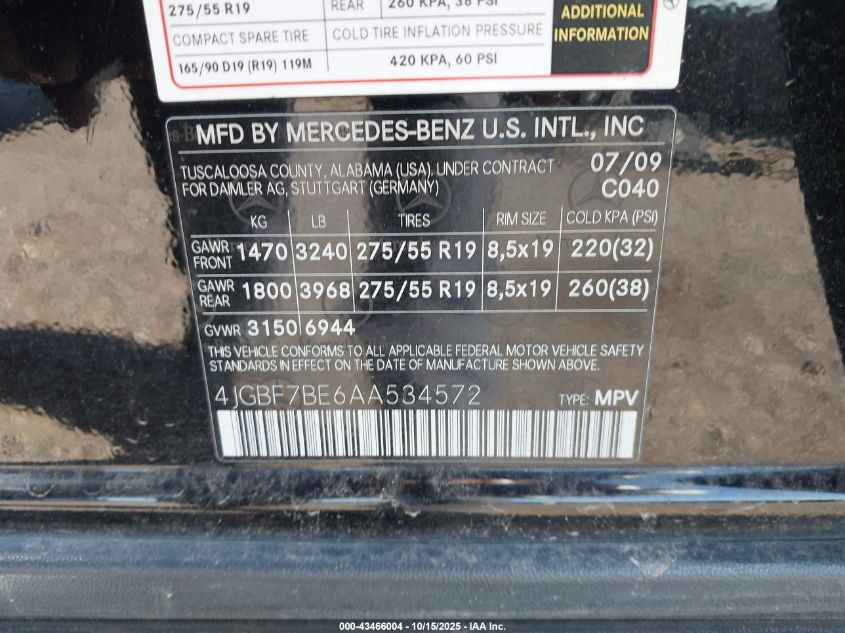 275/55 R19 REAR 260 KPA, 38 PSI
COMPACT SPARE TIRE COLD TIRE INFLATION PRESSURE
165/90 D19 (R19) 119M 420 KPA, 60 PSI
ADDITIONAL
INFORMATION
MFD BY MERCEDES-BENZ U.S. INTL., INC
TUSCALOOSA COUNTY, ALABAMA (USA). UNDER CONTRACT 07/09
FOR DAIMLER AG, STUTTGART (GERMANY) C040
KG LB TIRES RIM SIZE COLD KPA (PSI)
GAWR FRONT 1470 3240 275/55 R19 8,5x19 220(32)
GAWR REAR 1800 3968 275/55 R19 8,5x19 260(38)
GVWR 3150 6944
THIS VEHICLE CONFORMS TO ALL APPLICABLE FEDERAL MOTOR VEHICLE SAFETY
STANDARDS IN EFFECT ON THE DATE OF MANUFACTURE SHOWN ABOVE.
4JGBF7BE6AA534572 TYPE: MPV
000-43466004 - 10/15/2025 - IAA Inc.